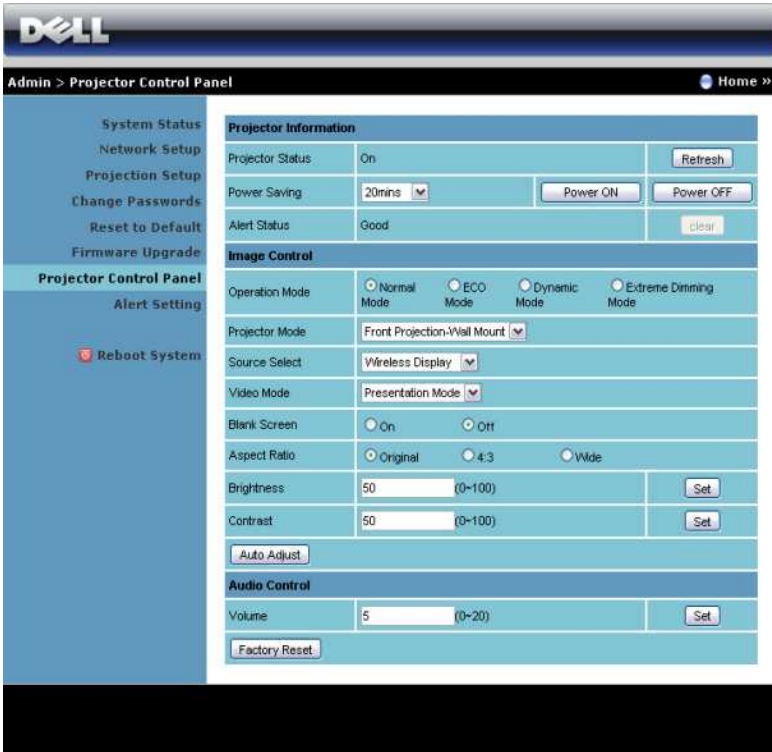 DELL
Admin > Projector Control Panel
Home »
System Status
Network Setup
Projection Setup
Change Passwords
Reset to Default
Firmware Upgrade
Projector Control Panel
Alert Setting
Reboot System
Projector Information
Projector Status On Refresh
Power Saving 20mins Power ON Power OFF
Alert Status Good clear
Image Control
Operation Mode Normal Mode ECO Mode Dynamic Mode Extreme Dimming Mode
Projector Mode Front Projection-Wall Mount
Source Select Wireless Display
Video Mode Presentation Mode
Blank Screen On Off
Aspect Ratio Original 4:3 Wide
Brightness 50 (0~100) Set
Contrast 50 (0~100) Set
Auto Adjust
Audio Control
Volume 5 (0~20) Set
Factory Reset